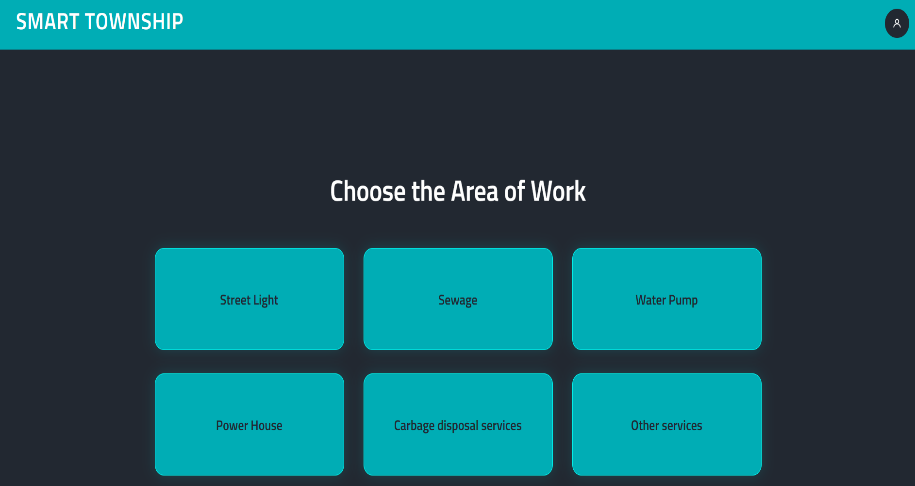 SMART TOWNSHIP
Choose the Area of Work
Street Light
Sewage
Water Pump
Power House
Carbage disposal services
Other services